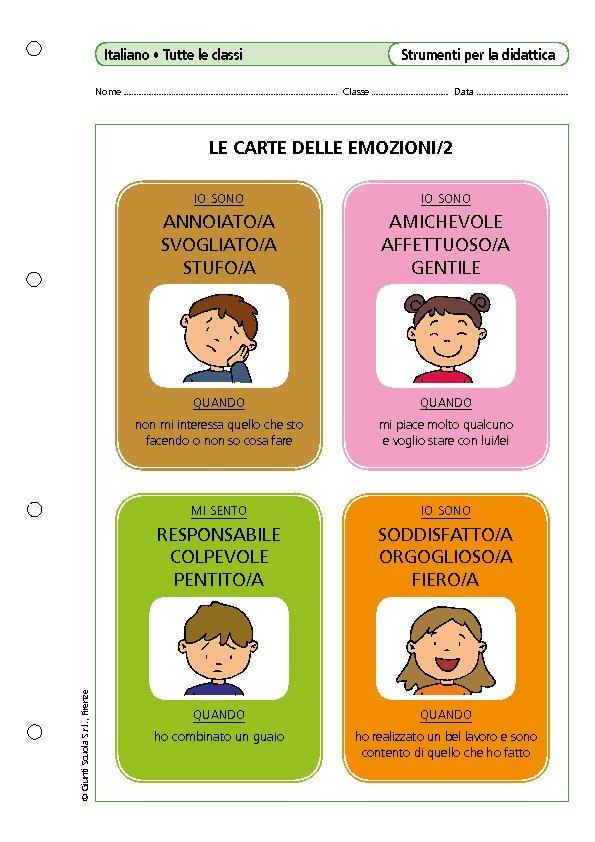 Italiano • Tutte le classi
Strumenti per la didattica
Nome
Classe
Data
LE CARTE DELLE EMOZIONI/2
IO SONO
ANNOIATO/A
SVOGLIATO/A
STUFO/A
QUANDO
non mi interessa quello che sto
facendo o non so cosa fare
IO SONO
AMICHEVOLE
AFFETTUOSO/A
GENTILE
QUANDO
mi piace molto qualcuno
e voglio stare con lui/lei
MI SENTO
RESPONSABILE
COLPEVOLE
PENTITO/A
QUANDO
ho combinato un guaio
IO SONO
SODDISFATTO/A
ORGOGLIOSO/A
FIERO/A
QUANDO
ho realizzato un bel lavoro e sono
contento di quello che ho fatto
© Giunti Scuola S.r.l., Firenze